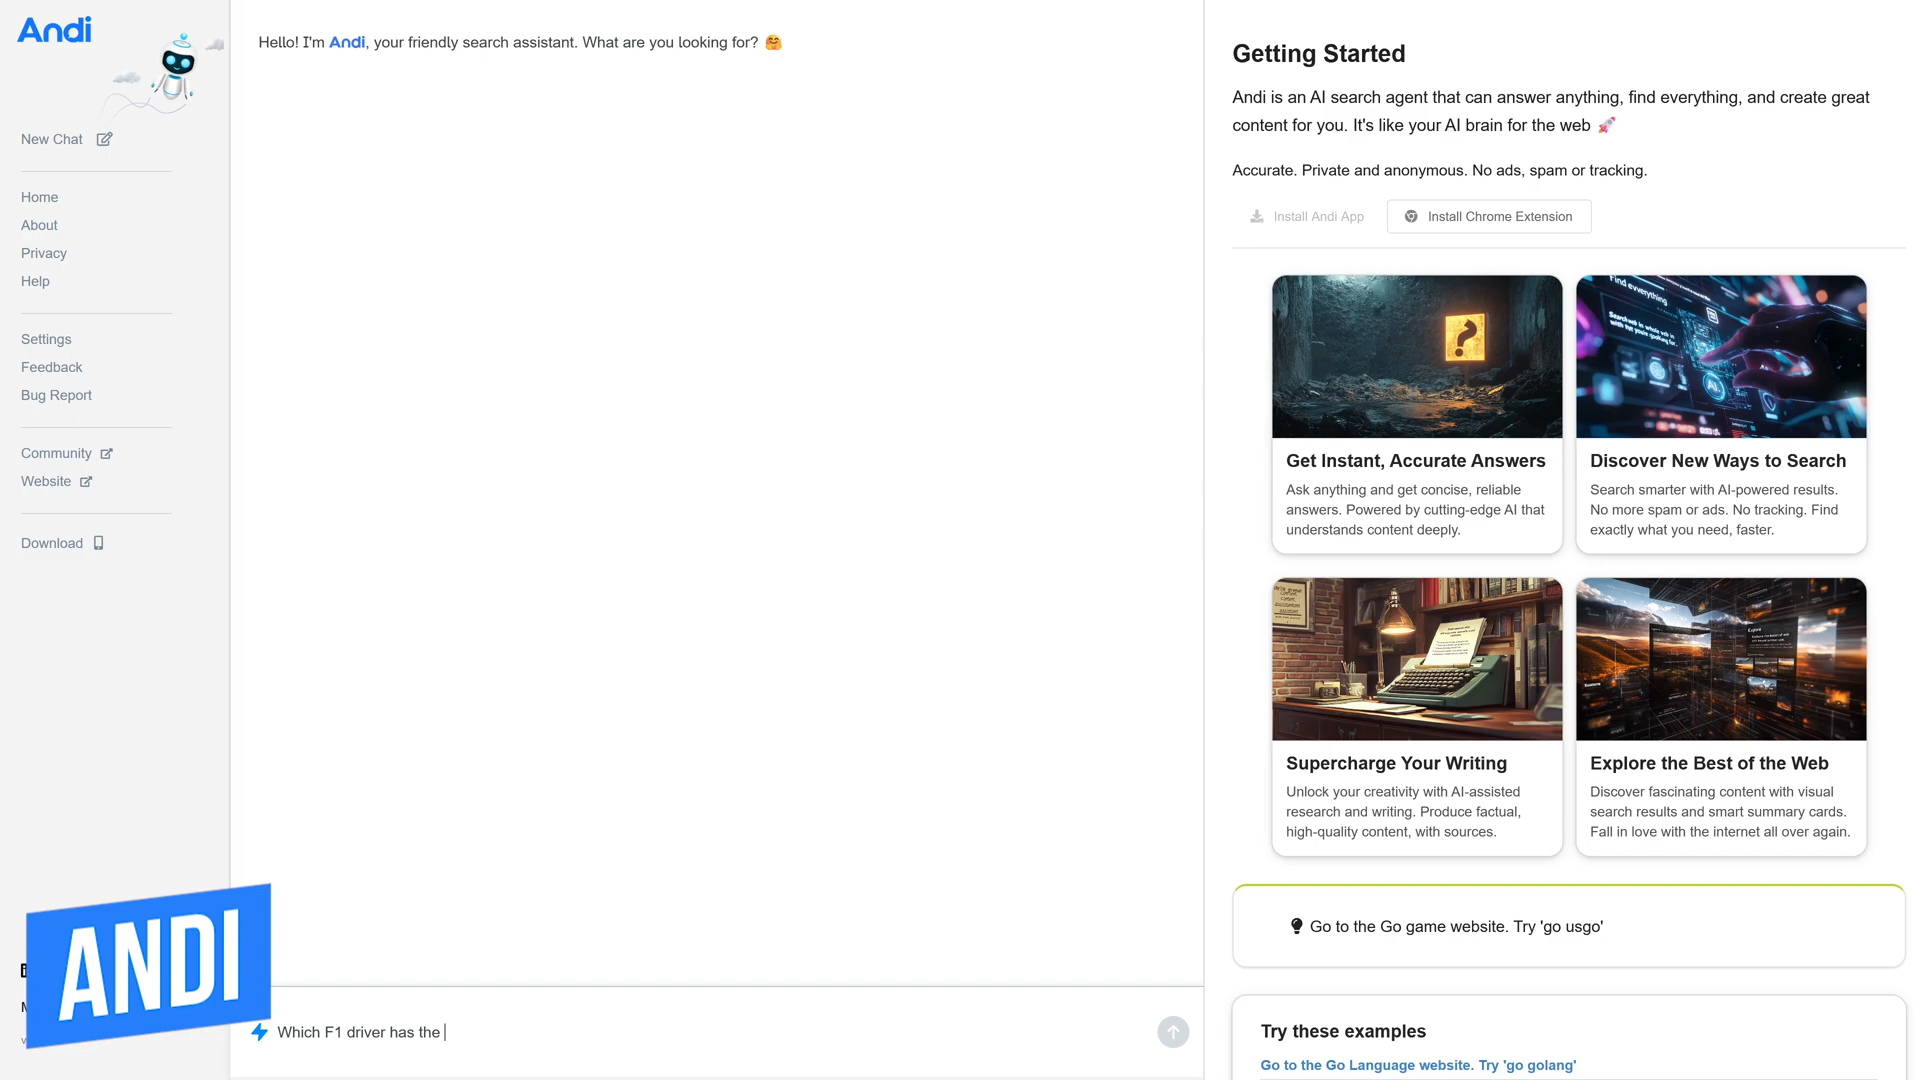 Andi
New Chat
Home
About
Privacy
Help
Settings
Feedback
Bug Report
Community
Website
Download
ANDI
Hello! I'm Andi, your friendly search assistant. What are you looking for? 🤗
Which F1 driver has the
Getting Started
Andi is an AI search agent that can answer anything, find everything, and create great
content for you. It's like your AI brain for the web 🚀
Accurate. Private and anonymous. No ads, spam or tracking.
Install Andi App
Install Chrome Extension
?
Find evverything
AI
Get Instant, Accurate Answers
Ask anything and get concise, reliable
answers. Powered by cutting-edge AI that
understands content deeply.
Discover New Ways to Search
Search smarter with AI-powered results.
No more spam or ads. No tracking. Find
exactly what you need, faster.
Supercharge Your Writing
Unlock your creativity with AI-assisted
research and writing. Produce factual,
high-quality content, with sources.
Explore the Best of the Web
Discover fascinating content with visual
search results and smart summary cards.
Fall in love with the internet all over again.
Go to the Go game website. Try 'go usgo'
Try these examples
Go to the Go Language website. Try 'go golang'